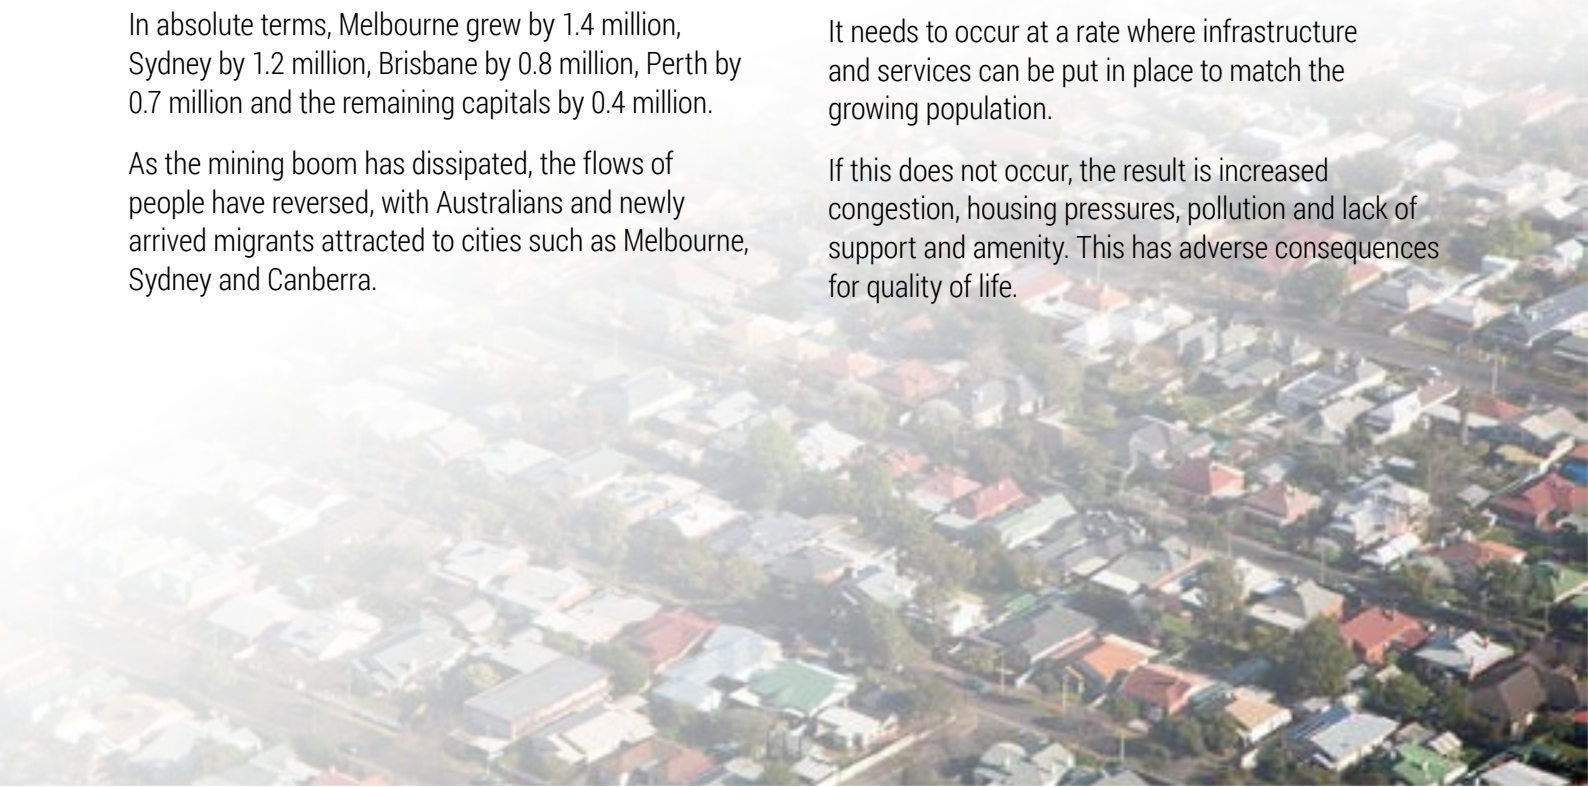 In absolute terms, Melbourne grew by 1.4 million,
Sydney by 1.2 million, Brisbane by 0.8 million, Perth by
0.7 million and the remaining capitals by 0.4 million.
As the mining boom has dissipated, the flows of
people have reversed, with Australians and newly
arrived migrants attracted to cities such as Melbourne,
Sydney and Canberra.
It needs to occur at a rate where infrastructure
and services can be put in place to match the
growing population.
If this does not occur, the result is increased
congestion, housing pressures, pollution and lack of
support and amenity. This has adverse consequences
for quality of life.